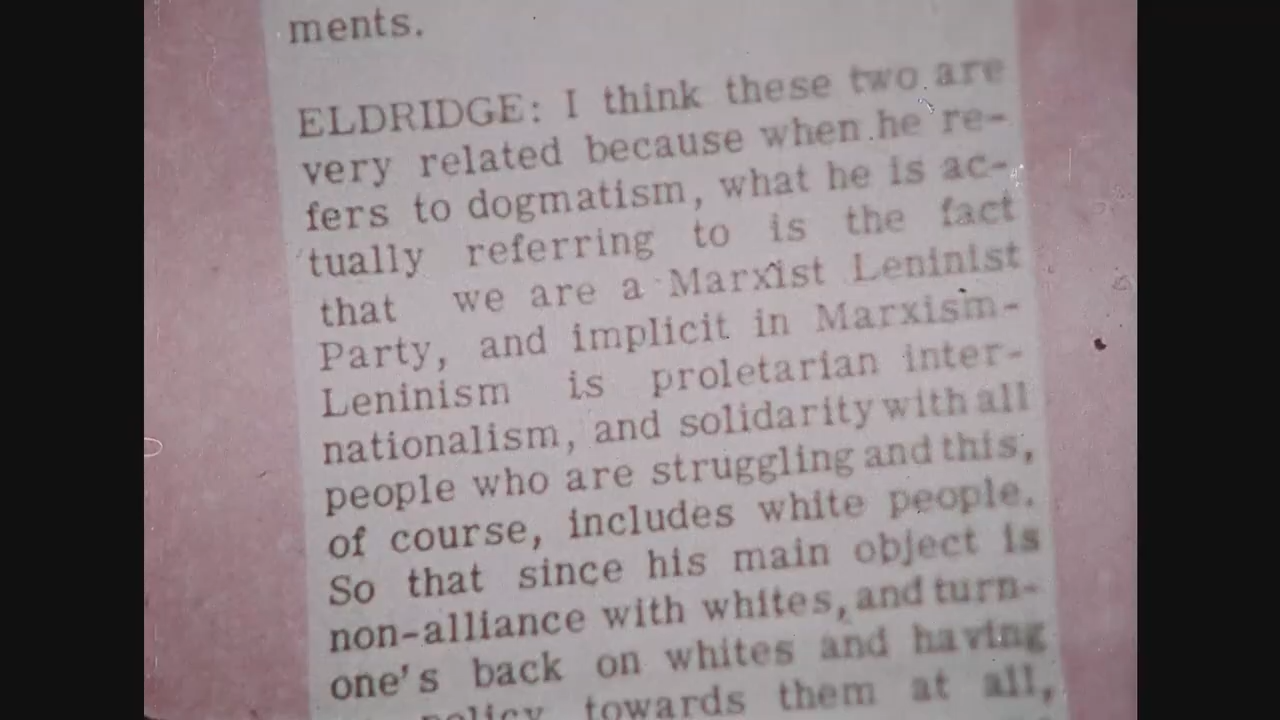 ments.
ELDRIDGE: I think these two are
very related because when he re-
fers to dogmatism, what he is ac-
tually referring to is the fact
that we are a Marxist Leninist
Party, and implicit in Marxism-
Leninism is proletarian inter-
nationalism, and solidarity with all
people who are struggling and this,
of course, includes white people.
So that since his main object is
non-alliance with whites, and turn-
one's back on whites and having
policy towards them at all,